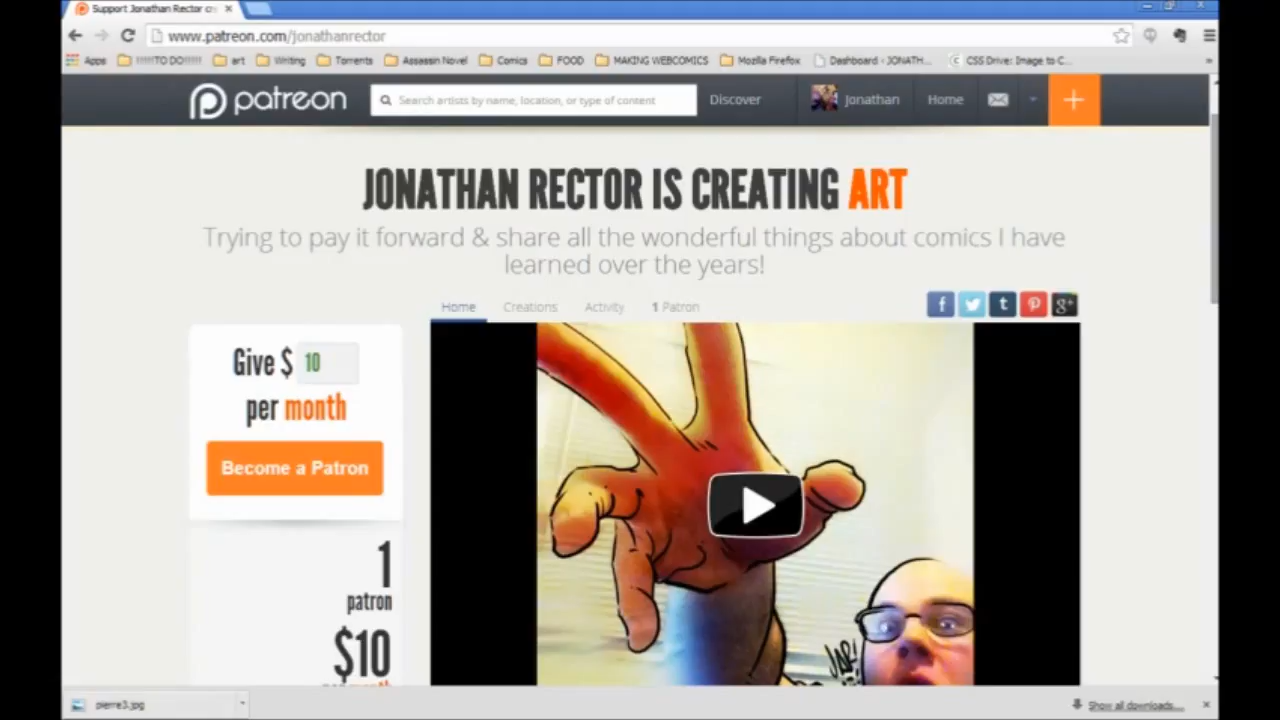 Support Jonathan Rector cre
www.patreon.com/jonathanrector
Apps !!!!!TO DO!!!!! art Writing Torrents Assassin Novel Comics FOOD MAKING WEBCOMICS Mozilla Firefox Dashboard ‹ JONATH... CSS Drive: Image to C...
patreon Search artists by name, location, or type of content Discover Jonathan Home
JONATHAN RECTOR IS CREATING ART
Trying to pay it forward & share all the wonderful things about comics I have
learned over the years!
Home Creations Activity 1 Patron
Give $ 10
per month
Become a Patron
1
patron
$10
JAR!
pierre3.jpg Show all downloads...